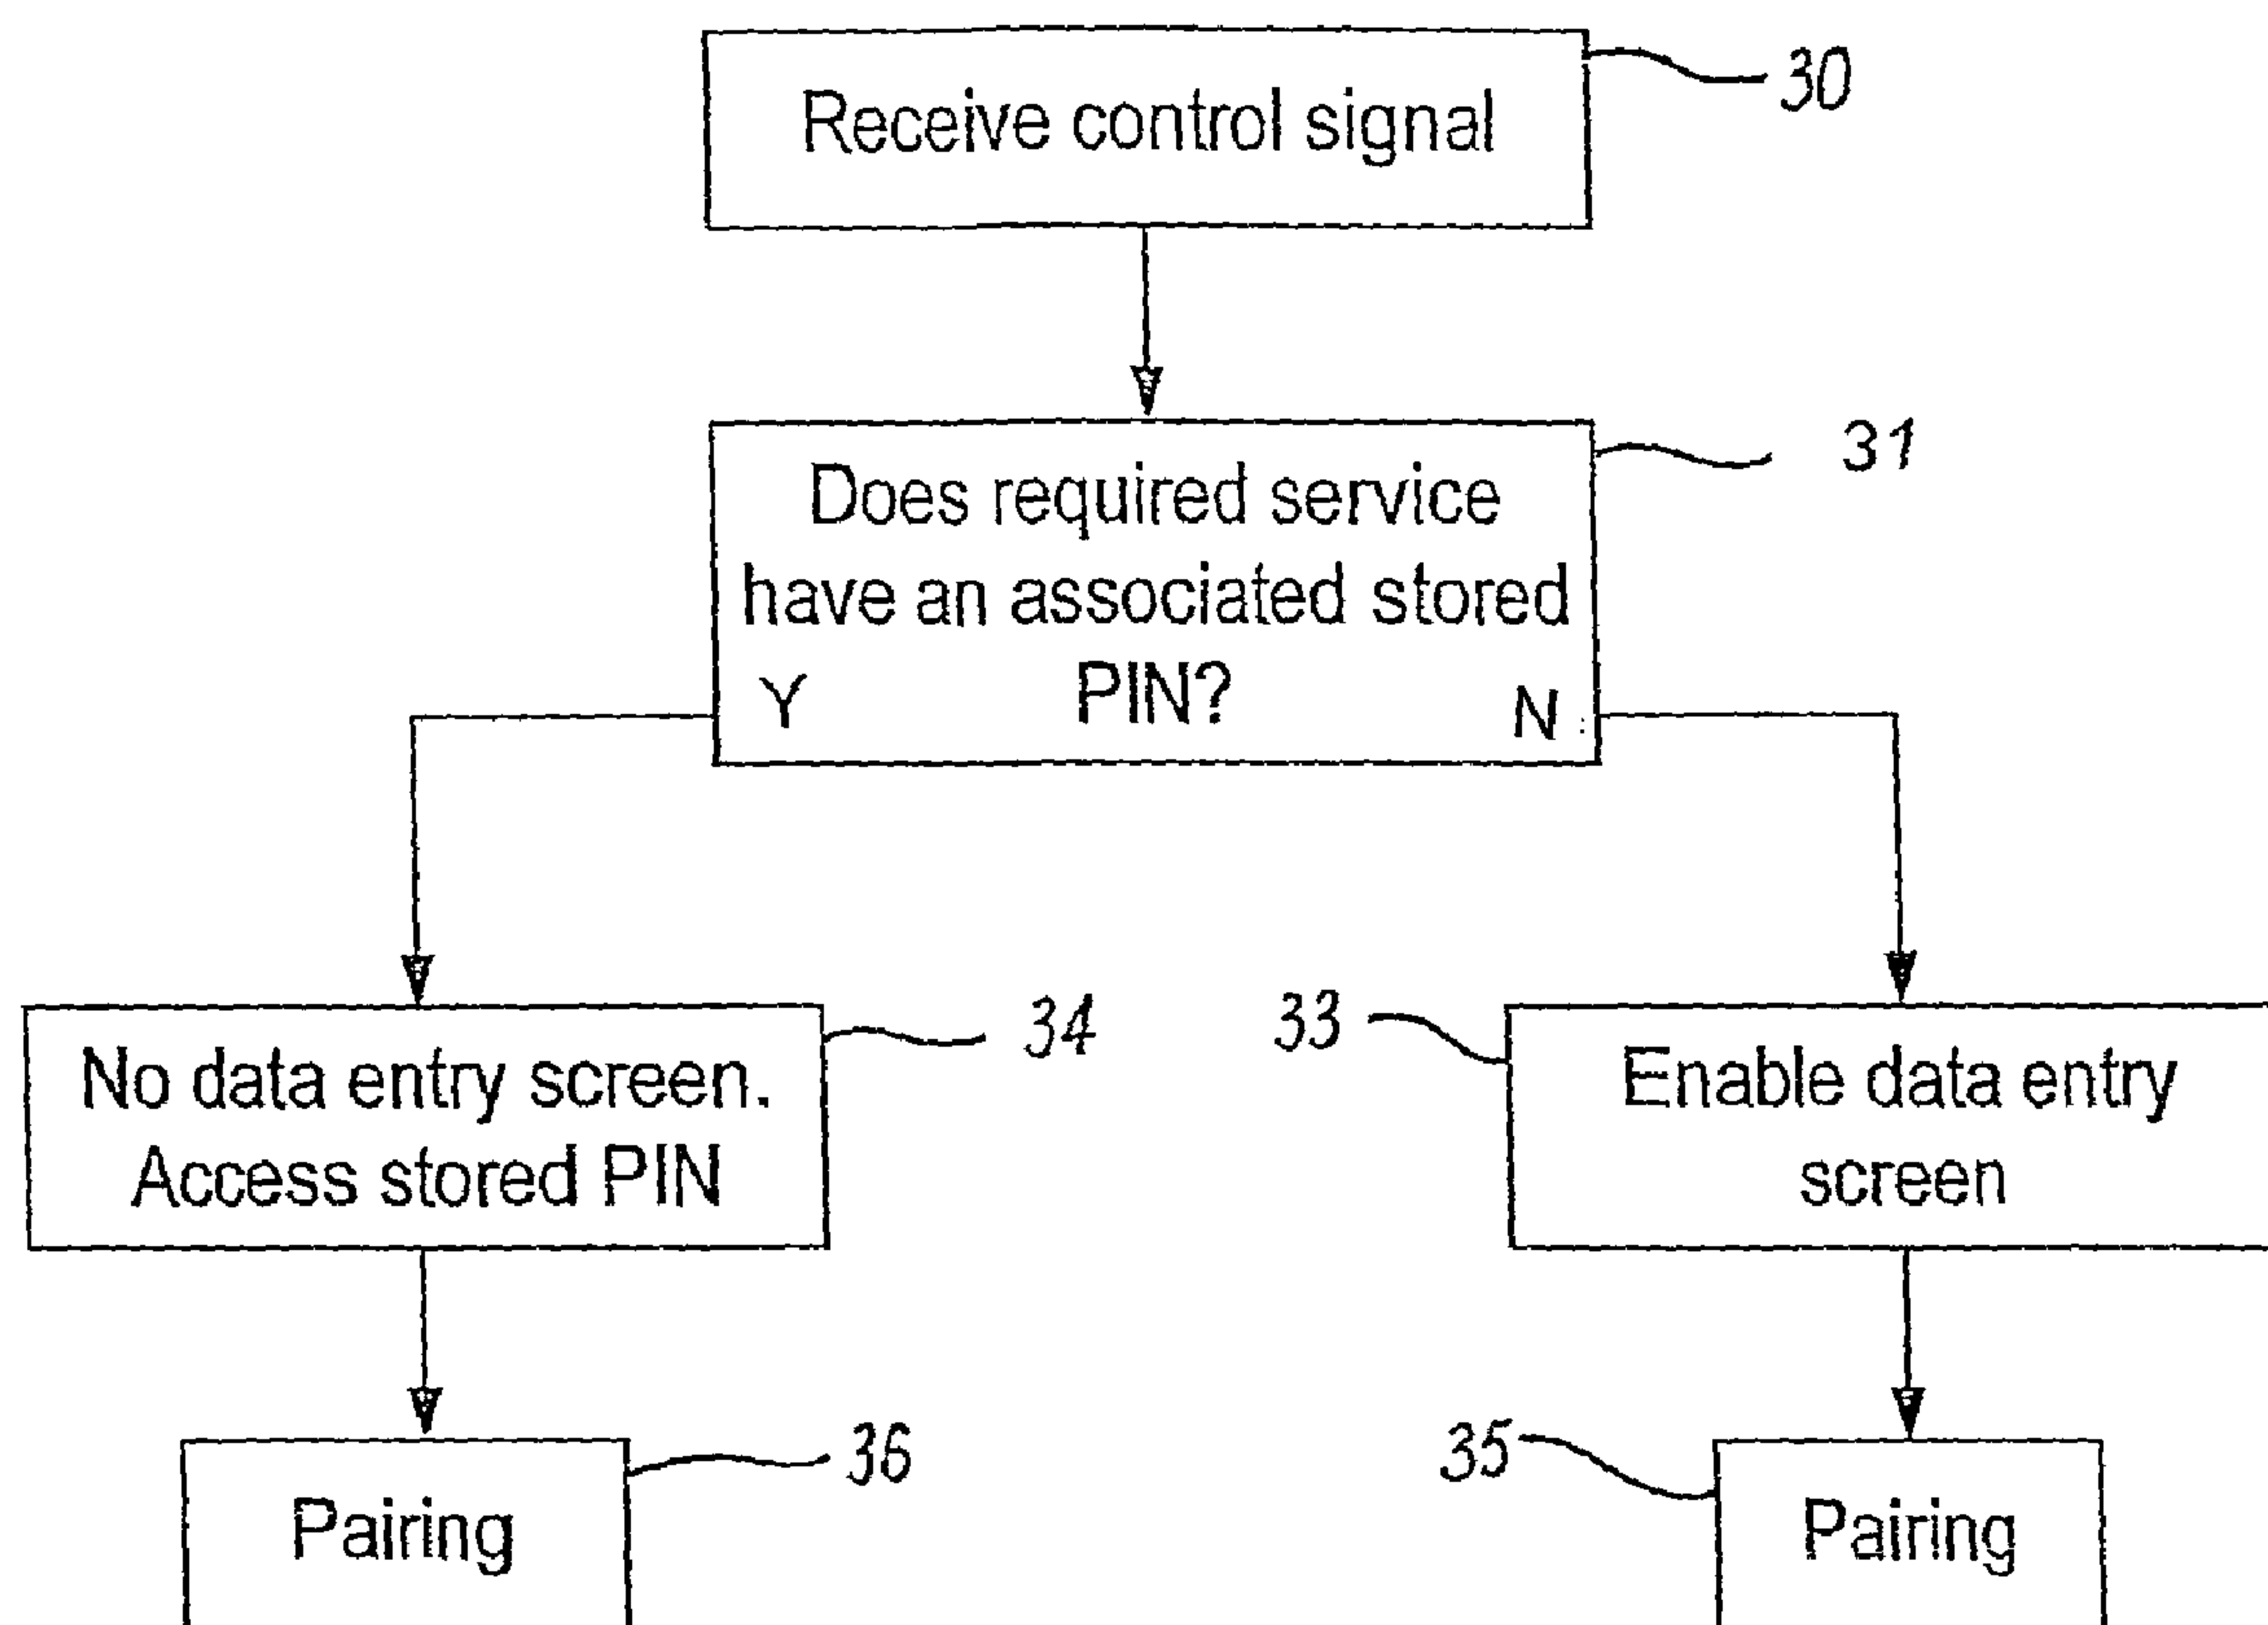 Receive control signal
30
Does required service
have an associated stored
PIN?
Y
N
31
No data entry screen.
Access stored PIN
34
33
Enable data entry
screen
Pairing
36
35
Pairing